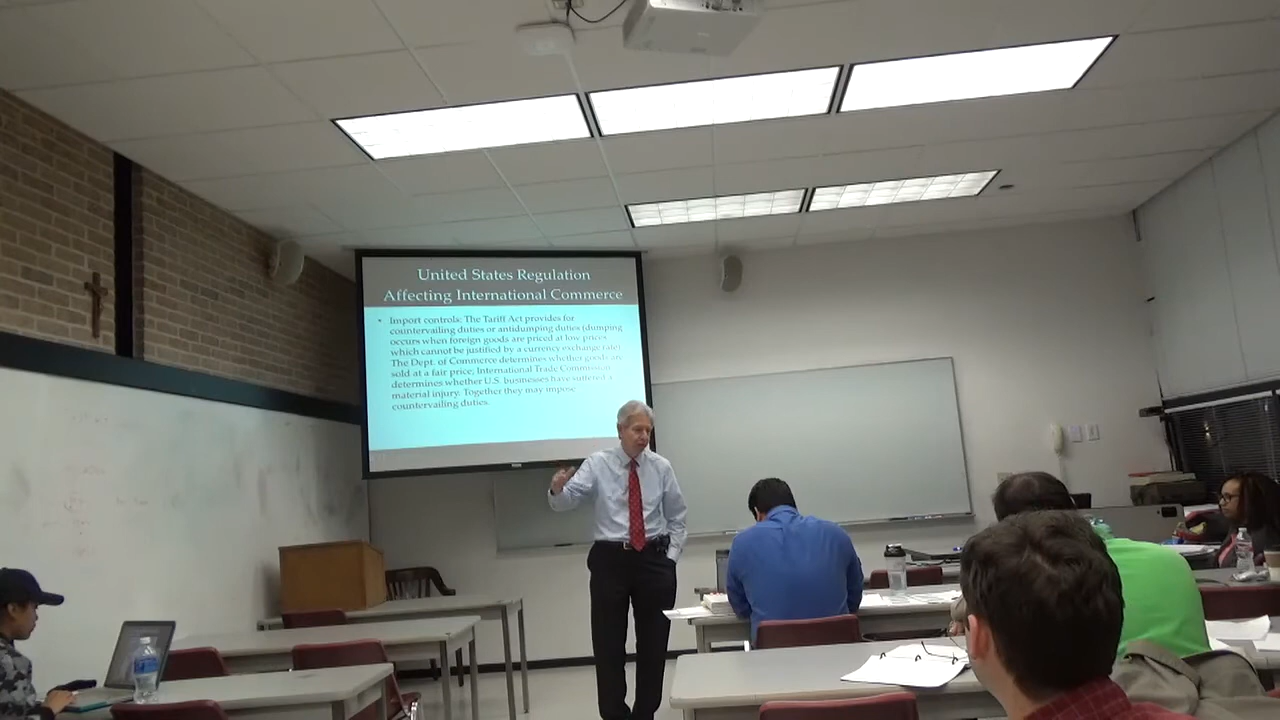 United States Regulation
Affecting International Commerce
• Import controls: The Tariff Act provides for
countervailing duties or antidumping duties (dumping
occurs when foreign goods are priced at low prices
which cannot be justified by a currency exchange rate).
The Dept. of Commerce determines whether goods are
sold at a fair price; International Trade Commission
determines whether U.S. businesses have suffered a
material injury. Together they may impose
countervailing duties.